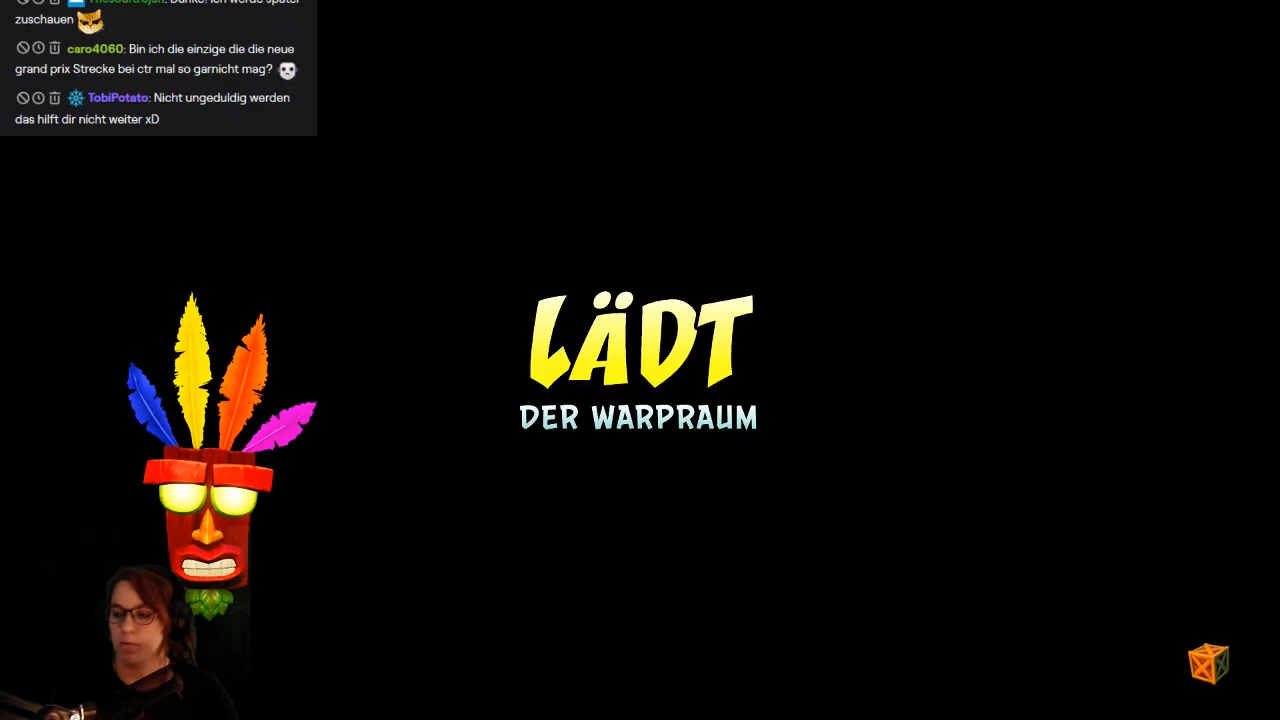 zuschauen
caro4060: Bin ich die einzige die die neue
grand prix Strecke bei ctr mal so garnicht mag?
TobiPotato: Nicht ungeduldig werden
das hilft dir nicht weiter xD
LÄDT
DER WARPRAUM